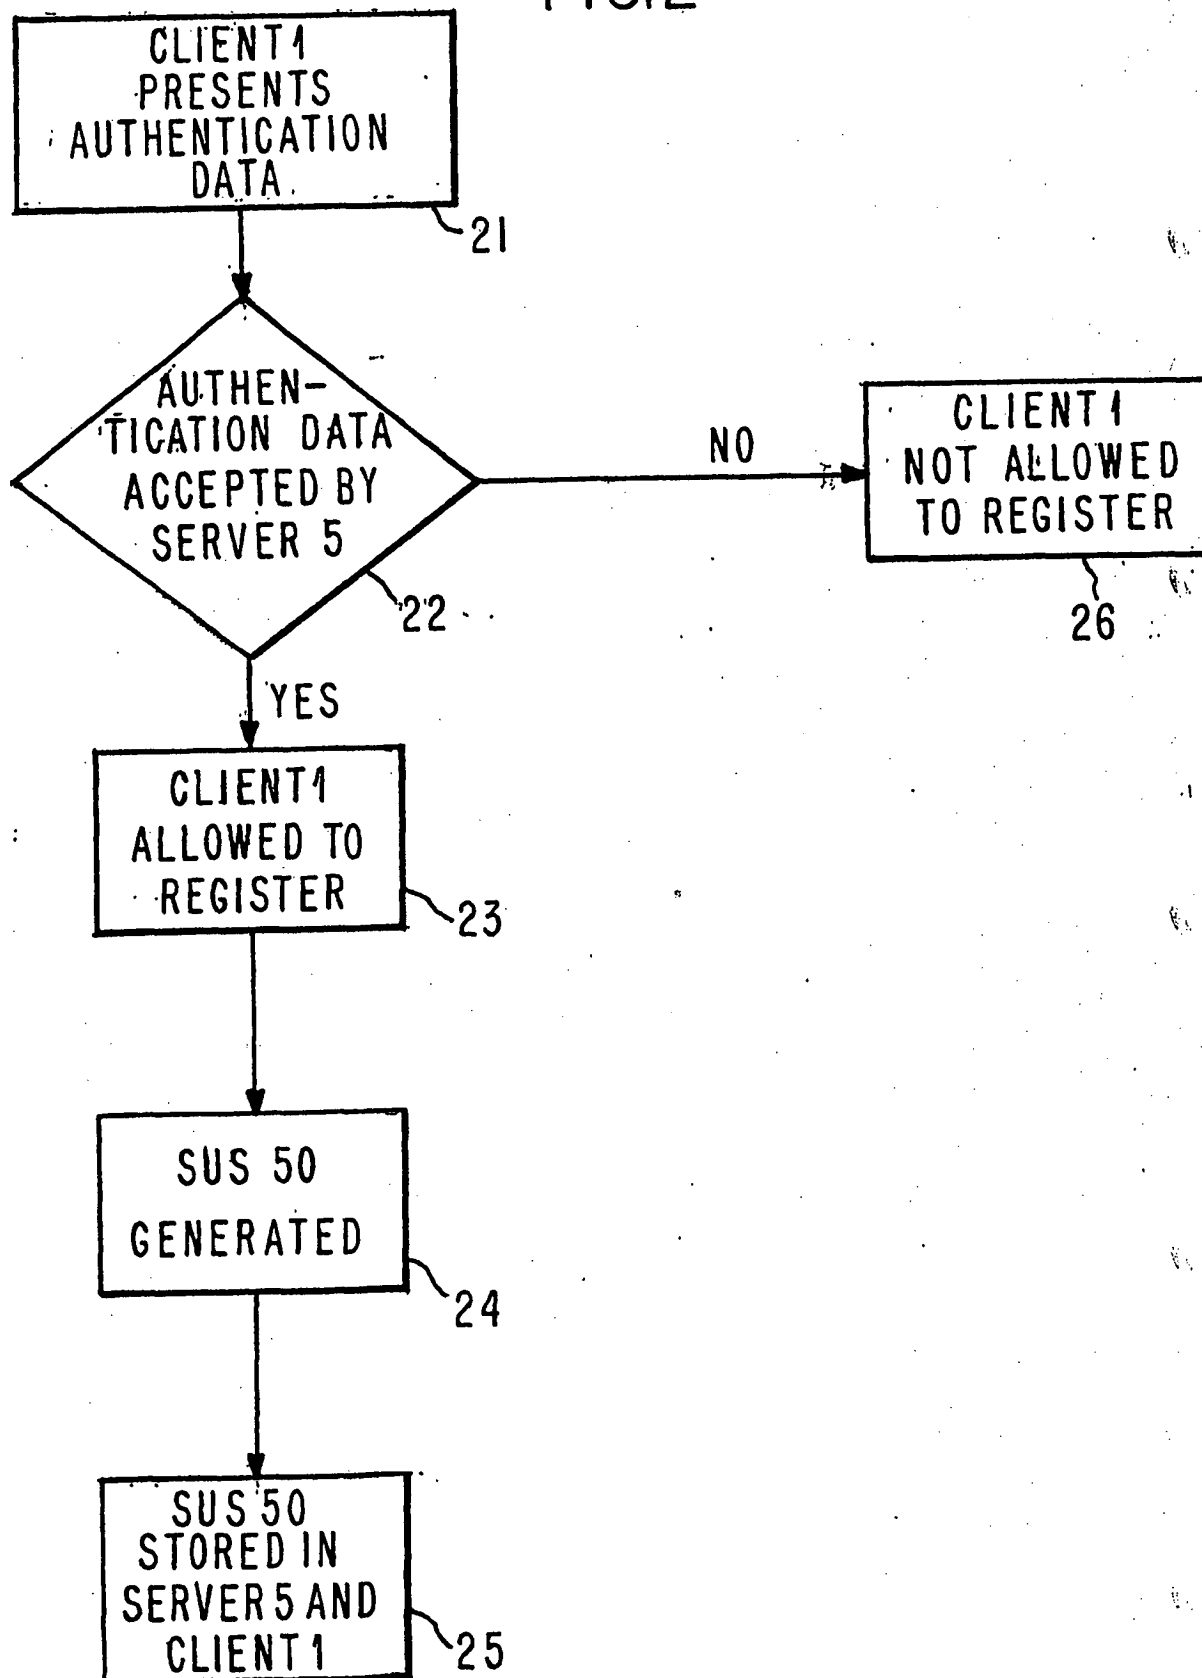 FIG.2
CLIENT 1
PRESENTS
AUTHENTICATION
DATA
21
AUTHEN-
TICATION DATA
ACCEPTED BY
SERVER 5
22
NO
CLIENT 1
NOT ALLOWED
TO REGISTER
26
YES
CLIENT 1
ALLOWED TO
REGISTER
23
SUS 50
GENERATED
24
SUS 50
STORED IN
SERVER 5 AND
CLIENT 1
25